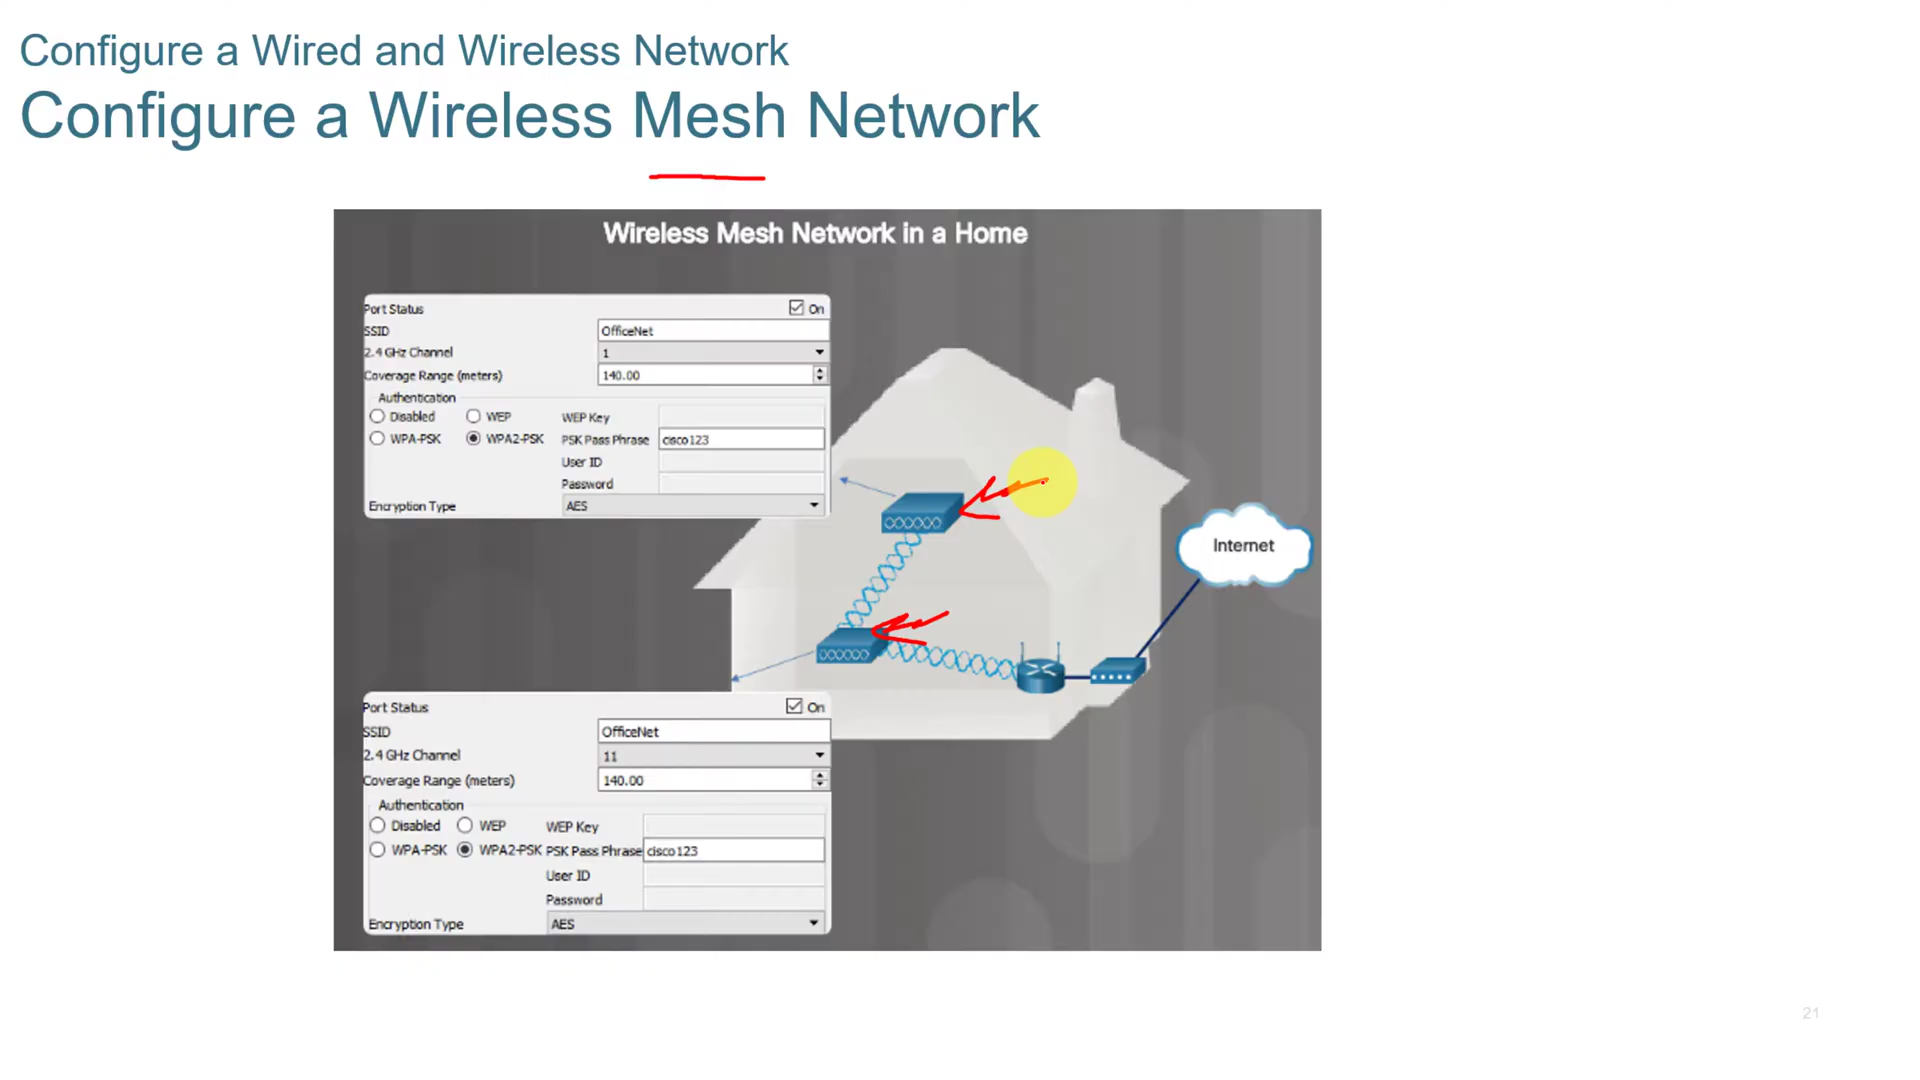 Configure a Wired and Wireless Network
Configure a Wireless Mesh Network
Wireless Mesh Network in a Home
Port Status On
SSID OfficeNet
2.4 GHz Channel 1
Coverage Range (meters) 140.00
Authentication
Disabled WEP WEP Key
WPA-PSK WPA2-PSK PSK Pass Phrase cisco123
User ID
Password
Encryption Type AES
Internet
Port Status On
SSID OfficeNet
2.4 GHz Channel 11
Coverage Range (meters) 140.00
Authentication
Disabled WEP WEP Key
WPA-PSK WPA2-PSK PSK Pass Phrase cisco123
User ID
Password
Encryption Type AES
21